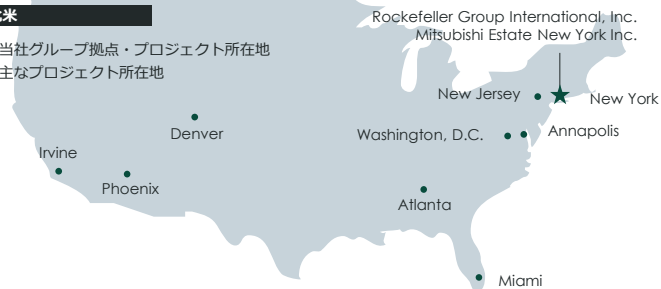 米
当社グループ拠点・プロジェクト所在地
主なプロジェクト所在地
Rockefeller Group International, Inc.
Mitsubishi Estate New York Inc.
New Jersey
New York
Denver
Washington, D.C.
Annapolis
Irvine
Phoenix
Atlanta
Miami